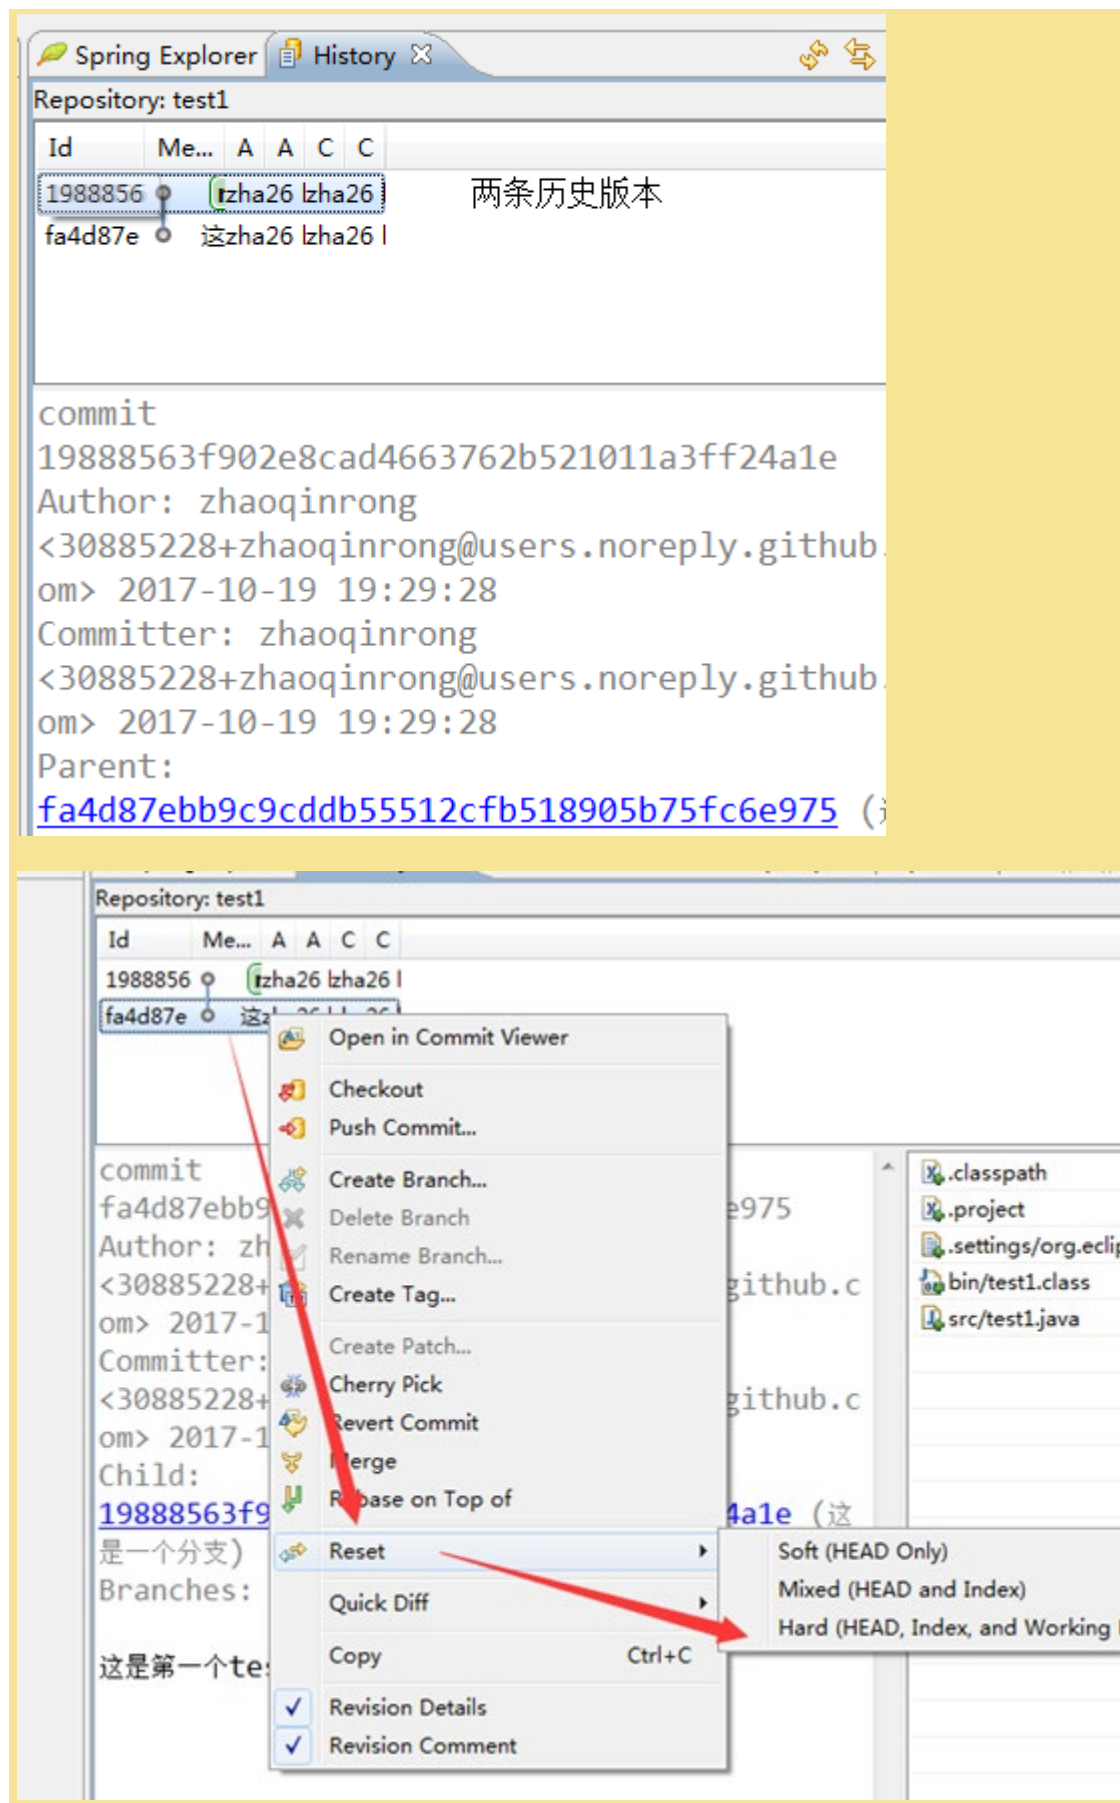 Spring Explorer History
Repository: test1
Id Me... A A C C
1988856 zha26 zha26 两条历史版本
fa4d87e 这zha26 zha26
commit
19888563f902e8cad4663762b521011a3ff24a1e
Author: zhaoqinrong
<30885228+zhaoqinrong@users.noreply.github.
om> 2017-10-19 19:29:28
Committer: zhaoqinrong
<30885228+zhaoqinrong@users.noreply.github.
om> 2017-10-19 19:29:28
Parent:
fa4d87ebb9c9cddb55512cfb518905b75fc6e975 (
Repository: test1
Id Me... A A C C
1988856 zha26 zha26
fa4d87e 这z
Open in Commit Viewer
Checkout
Push Commit...
Create Branch...
Delete Branch
Rename Branch...
Create Tag...
Create Patch...
Cherry Pick
Revert Commit
Merge
Rebase on Top of
Reset
Quick Diff
Copy Ctrl+C
Revision Details
Revision Comment
Soft (HEAD Only)
Mixed (HEAD and Index)
Hard (HEAD, Index, and Working
commit
fa4d87ebb9 e975
Author: zh
<30885228+ github.c
om> 2017-1
Committer:
<30885228+ github.c
om> 2017-1
Child:
19888563f9 4a1e (这
是一个分支)
Branches:
这是第一个te
.classpath
.project
.settings/org.eclip
bin/test1.class
src/test1.java